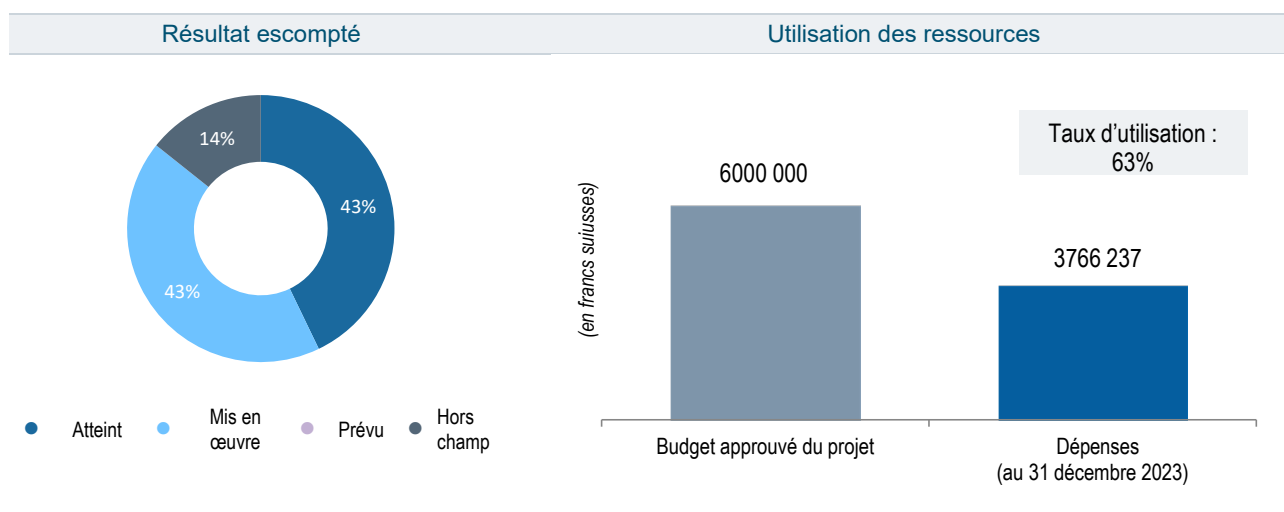 Résultat escompté
14%
43%
43%
Atteint
Mis en
œuvre
Prévu
Hors
champ
Utilisation des ressources
Taux d’utilisation :
63%
(en francs suiusses)
6000 000
3766 237
Budget approuvé du projet
Dépenses
(au 31 décembre 2023)